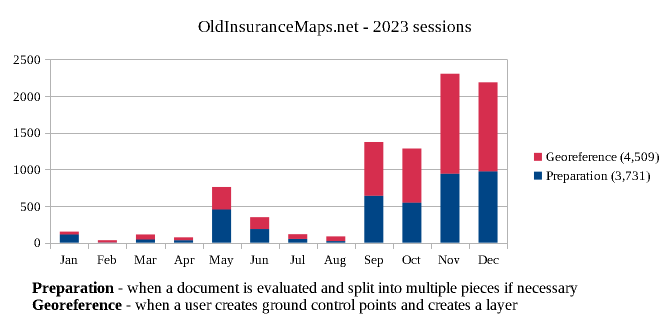 OldInsuranceMaps.net - 2023 sessions
2500
2000
1500
1000
500
0
Jan Feb Mar Apr May Jun Jul Aug Sep Oct Nov Dec
Georeference (4,509)
Preparation (3,731)
Preparation - when a document is evaluated and split into multiple pieces if necessary
Georeference - when a user creates ground control points and creates a layer